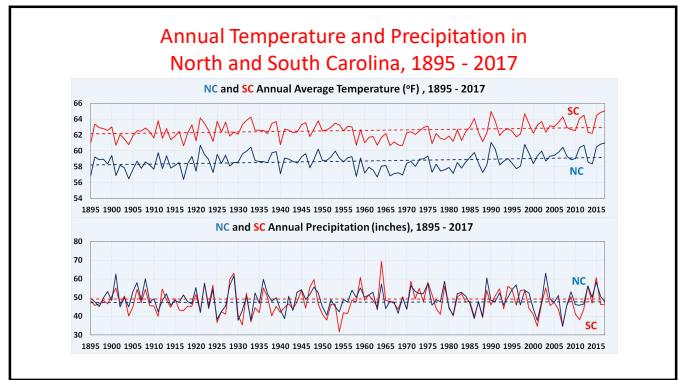 Annual Temperature and Precipitation in
North and South Carolina, 1895 - 2017
NC and SC Annual Average Temperature (°F) , 1895 - 2017
66
64
62
60
58
56
54
SC
NC
1895 1900 1905 1910 1915 1920 1925 1930 1935 1940 1945 1950 1955 1960 1965 1970 1975 1980 1985 1990 1995 2000 2005 2010 2015
NC and SC Annual Precipitation (inches), 1895 - 2017
80
70
60
50
40
30
NC
SC
1895 1900 1905 1910 1915 1920 1925 1930 1935 1940 1945 1950 1955 1960 1965 1970 1975 1980 1985 1990 1995 2000 2005 2010 2015